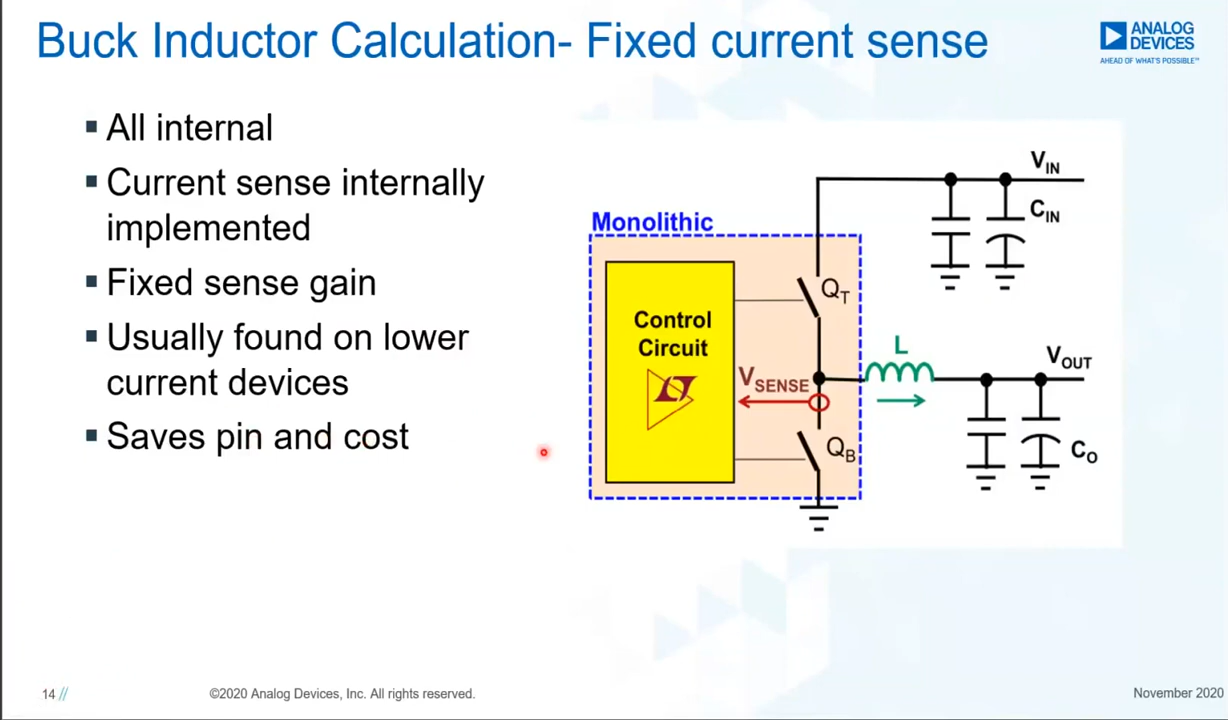 Buck Inductor Calculation- Fixed current sense
ANALOG
DEVICES
AHEAD OF WHAT'S POSSIBLE™
▪ All internal
▪ Current sense internally
implemented
▪ Fixed sense gain
▪ Usually found on lower
current devices
▪ Saves pin and cost
VIN
CIN
Monolithic
QT
Control
Circuit
L
VOUT
VSENSE
QB
CO
14 //
©2020 Analog Devices, Inc. All rights reserved.
November 2020